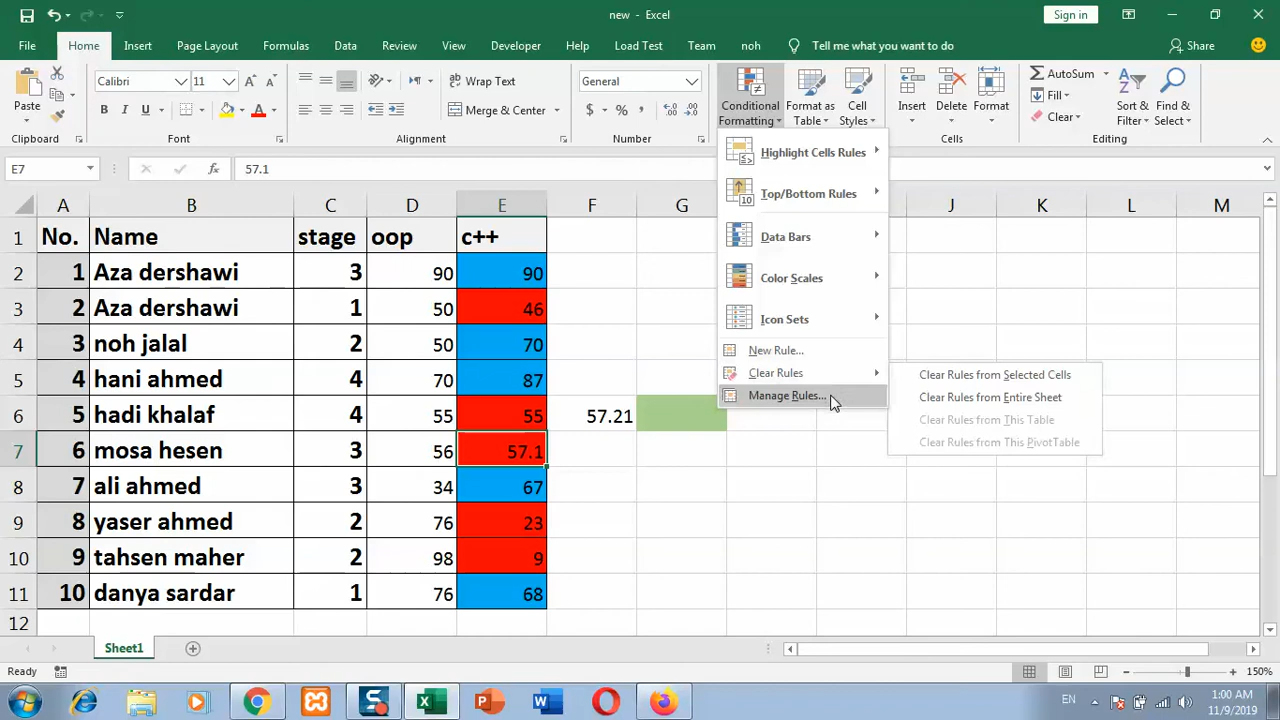 new - Excel
Sign in
File Home Insert Page Layout Formulas Data Review View Developer Help Load Test Team noh Tell me what you want to do Share
Paste
Calibri 11
B I U
Wrap Text
Merge & Center
General
$ % ,
Conditional Formatting
Format as Table
Cell Styles
Insert Delete Format
AutoSum
Fill
Clear
Sort & Filter
Find & Select
Clipboard Font Alignment Number Cells Editing
E7 fx 57.1
A B C D E F G J K L M
1 No. Name stage oop c++
2 1 Aza dershawi 3 90 90
3 2 Aza dershawi 1 50 46
4 3 noh jalal 2 50 70
5 4 hani ahmed 4 70 87
6 5 hadi khalaf 4 55 55 57.21
7 6 mosa hesen 3 56 57.1
8 7 ali ahmed 3 34 67
9 8 yaser ahmed 2 76 23
10 9 tahsen maher 2 98 9
11 10 danya sardar 1 76 68
12
Highlight Cells Rules
Top/Bottom Rules
Data Bars
Color Scales
Icon Sets
New Rule...
Clear Rules
Manage Rules...
Clear Rules from Selected Cells
Clear Rules from Entire Sheet
Clear Rules from This Table
Clear Rules from This PivotTable
Sheet1
Ready
150%
EN
1:00 AM
11/9/2019